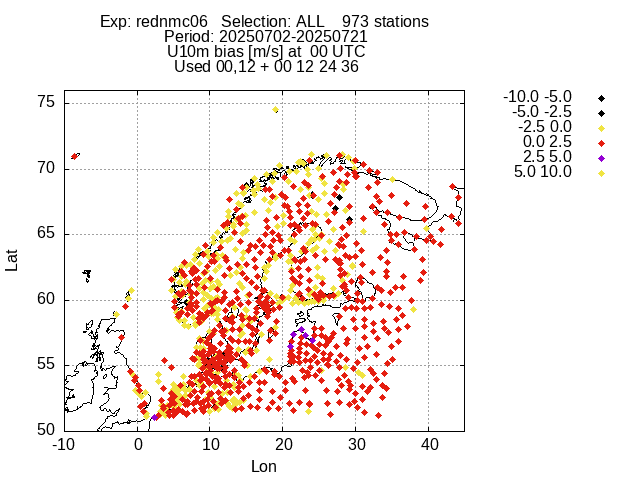 Exp: rednmc06 Selection: ALL 973 stations
Period: 20250702-20250721
U10m bias [m/s] at 00 UTC
Used 00,12 + 00 12 24 36
-10.0 -5.0
-5.0 -2.5
-2.5 0.0
0.0 2.5
2.5 5.0
5.0 10.0
75
70
65
60
55
50
Lat
-10 0 10 20 30 40
Lon